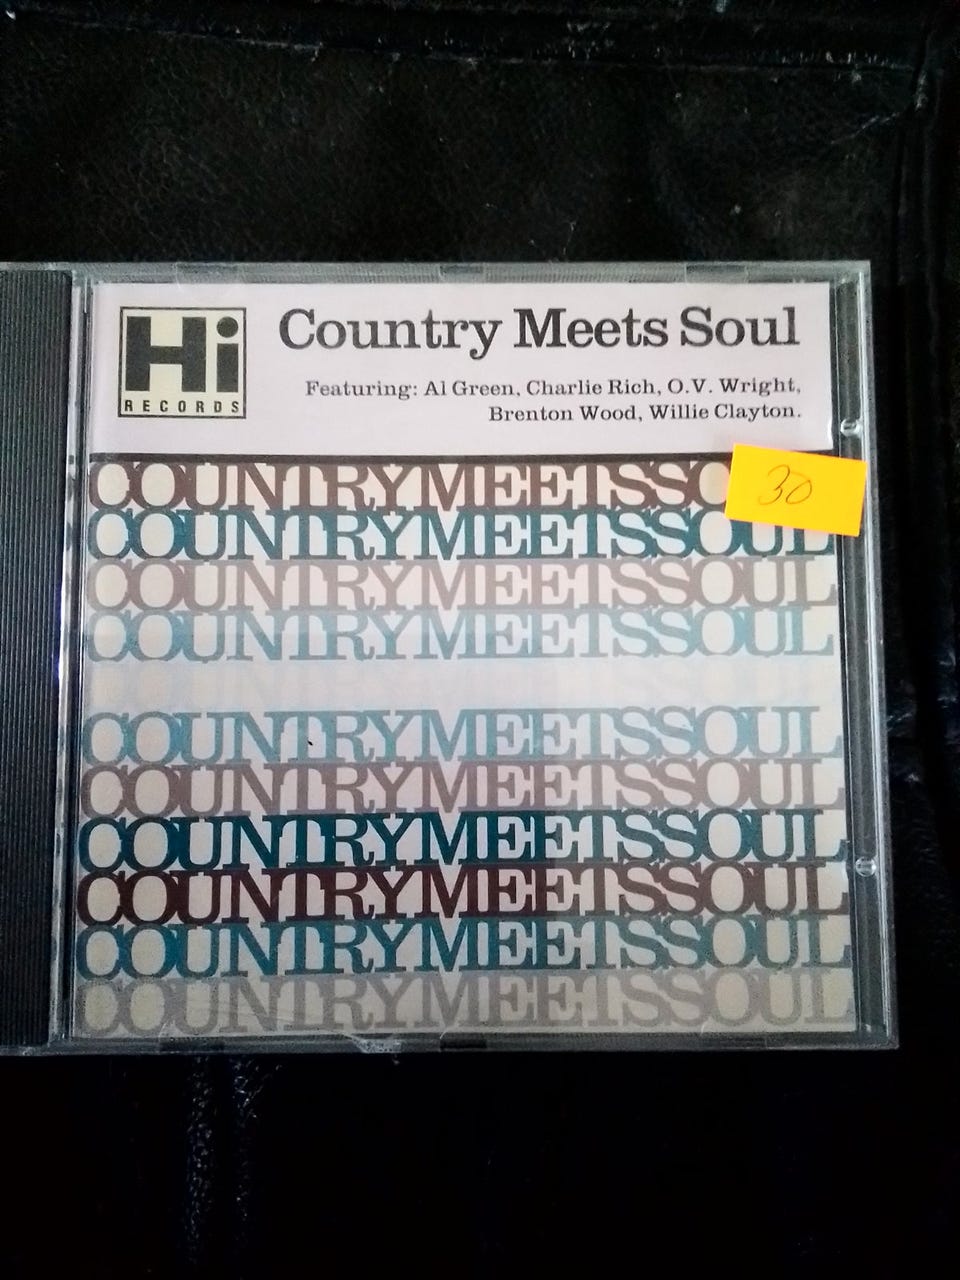 Hi
RECORDS
Country Meets Soul
Featuring: Al Green, Charlie Rich, O.V. Wright,
Brenton Wood, Willie Clayton.
COUNTRYMEETSSO
30
COUNTRYMEETSSOUL
COUNTRYMEETSSOUL
COUNTRYMEETSSOUL
COUNTRYMEETSSOUL
COUNTRYMEETSSOUL
COUNTRYMEETSSOUL
COUNTRYMEETSSOUL
COUNTRYMEETSSOUL
COUNTRYMEETSSOUL
COUNTRYMEETSSOUL